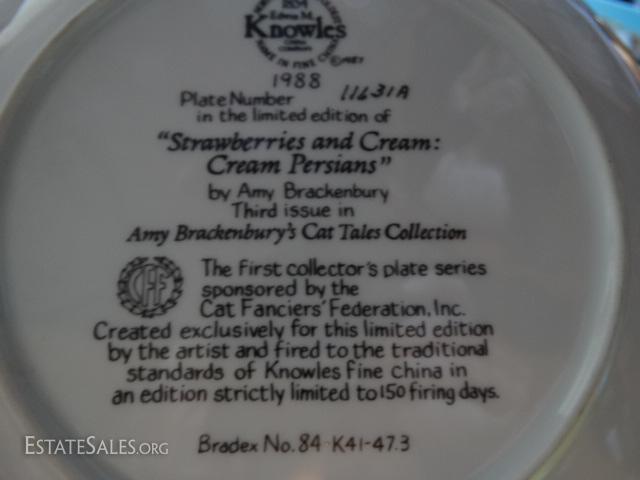 Edwin M.
Knowles
©1987
1988
Plate Number 11631A
in the limited edition of
"Strawberries and Cream:
Cream Persians"
by Amy Brackenbury
Third issue in
Amy Brackenbury's Cat Tales Collection
CFF
The first collector's plate series
sponsored by the
Cat Fanciers' Federation, Inc.
Created exclusively for this limited edition
by the artist and fired to the traditional
standards of Knowles fine china in
an edition strictly limited to 150 firing days.
Bradex No. 84-K41-47.3
ESTATESALES.ORG